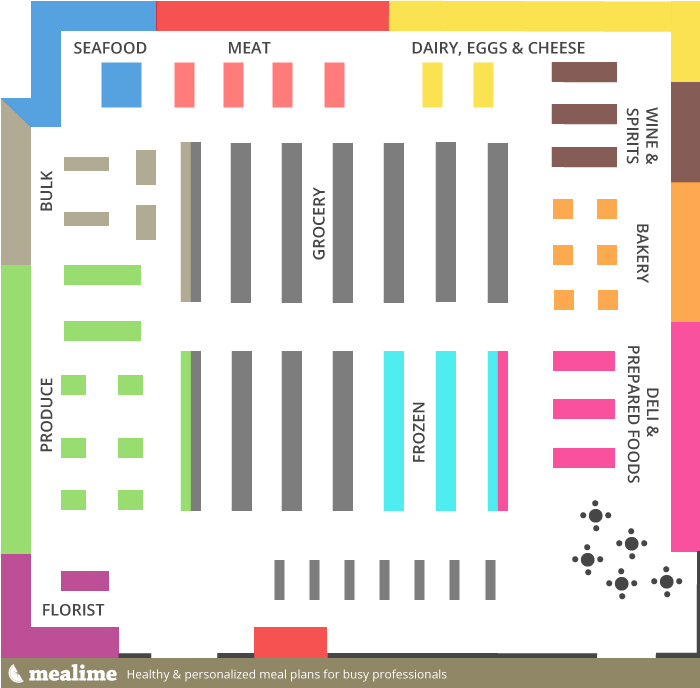 SEAFOOD
MEAT
DAIRY, EGGS & CHEESE
WINE &
SPIRITS
BULK
GROCERY
BAKERY
PRODUCE
FROZEN
DELI &
PREPARED FOODS
FLORIST
mealime
Healthy & personalized meal plans for busy professionals